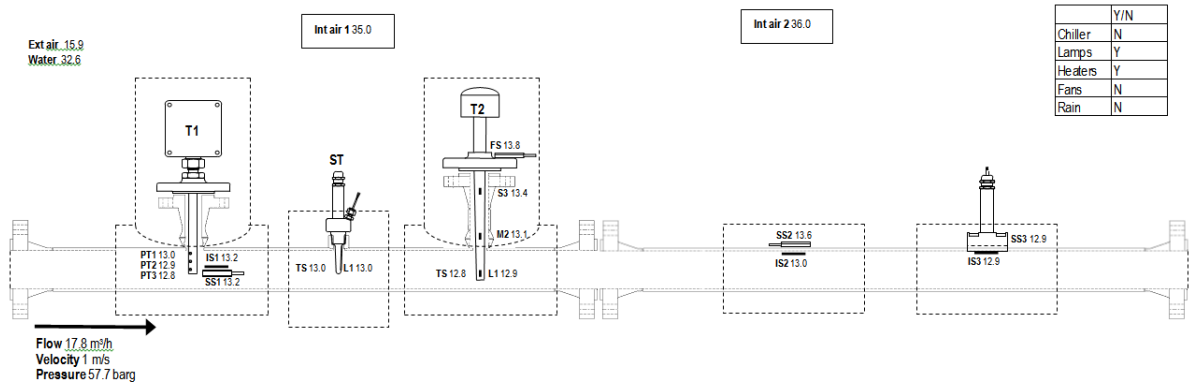 Int air 1 35.0
Int air 2 36.0
Y/N
Chiller N
Lamps Y
Heaters Y
Fans N
Rain N
Ext air 15.9
Water 32.6
T1
T2
FS 13.8
ST
S3 13.4
M2 13.1
PT1 13.0
PT2 12.9
PT3 12.8
IS1 13.2
SS1 13.2
TS 13.0
L1 13.0
TS 12.8
L1 12.9
SS2 13.6
IS2 13.0
SS3 12.9
IS3 12.9
Flow 17.8 m³/h
Velocity 1 m/s
Pressure 57.7 barg